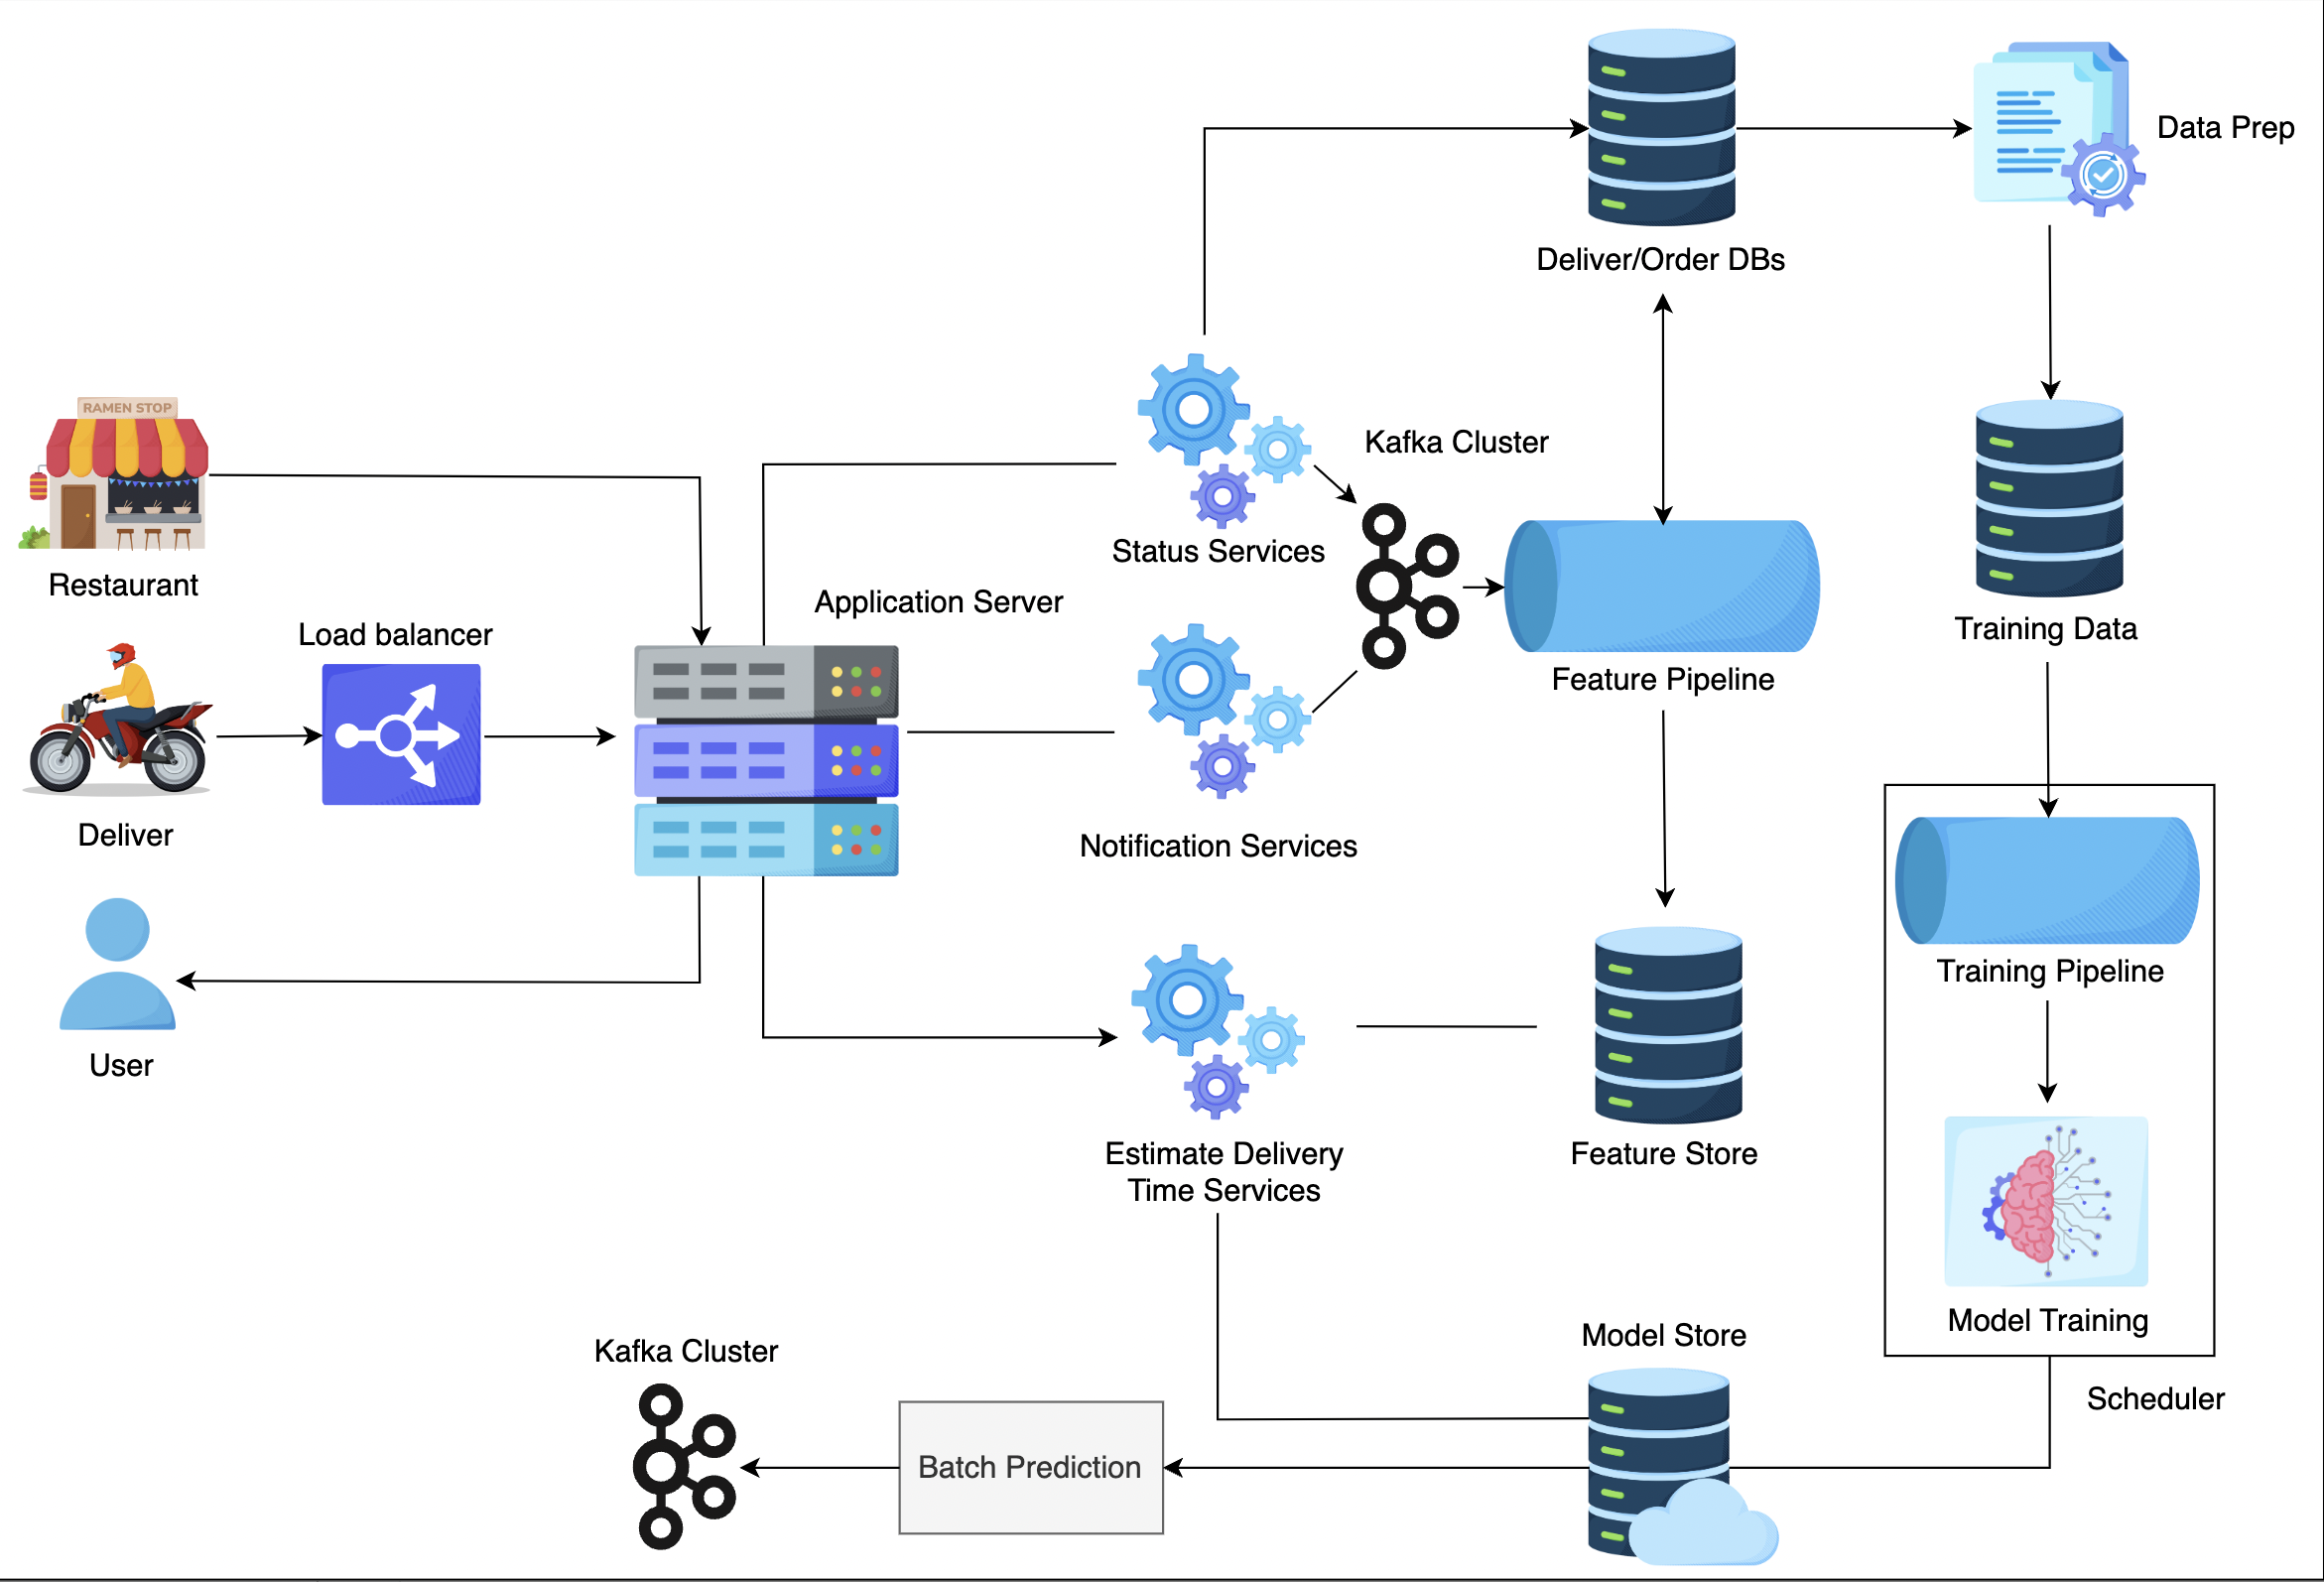 Deliver/Order DBs
Data Prep
RAMEN STOP
Restaurant
Kafka Cluster
Status Services
Application Server
Load balancer
Feature Pipeline
Training Data
Deliver
Notification Services
User
Training Pipeline
Estimate Delivery
Time Services
Feature Store
Model Training
Model Store
Kafka Cluster
Scheduler
Batch Prediction